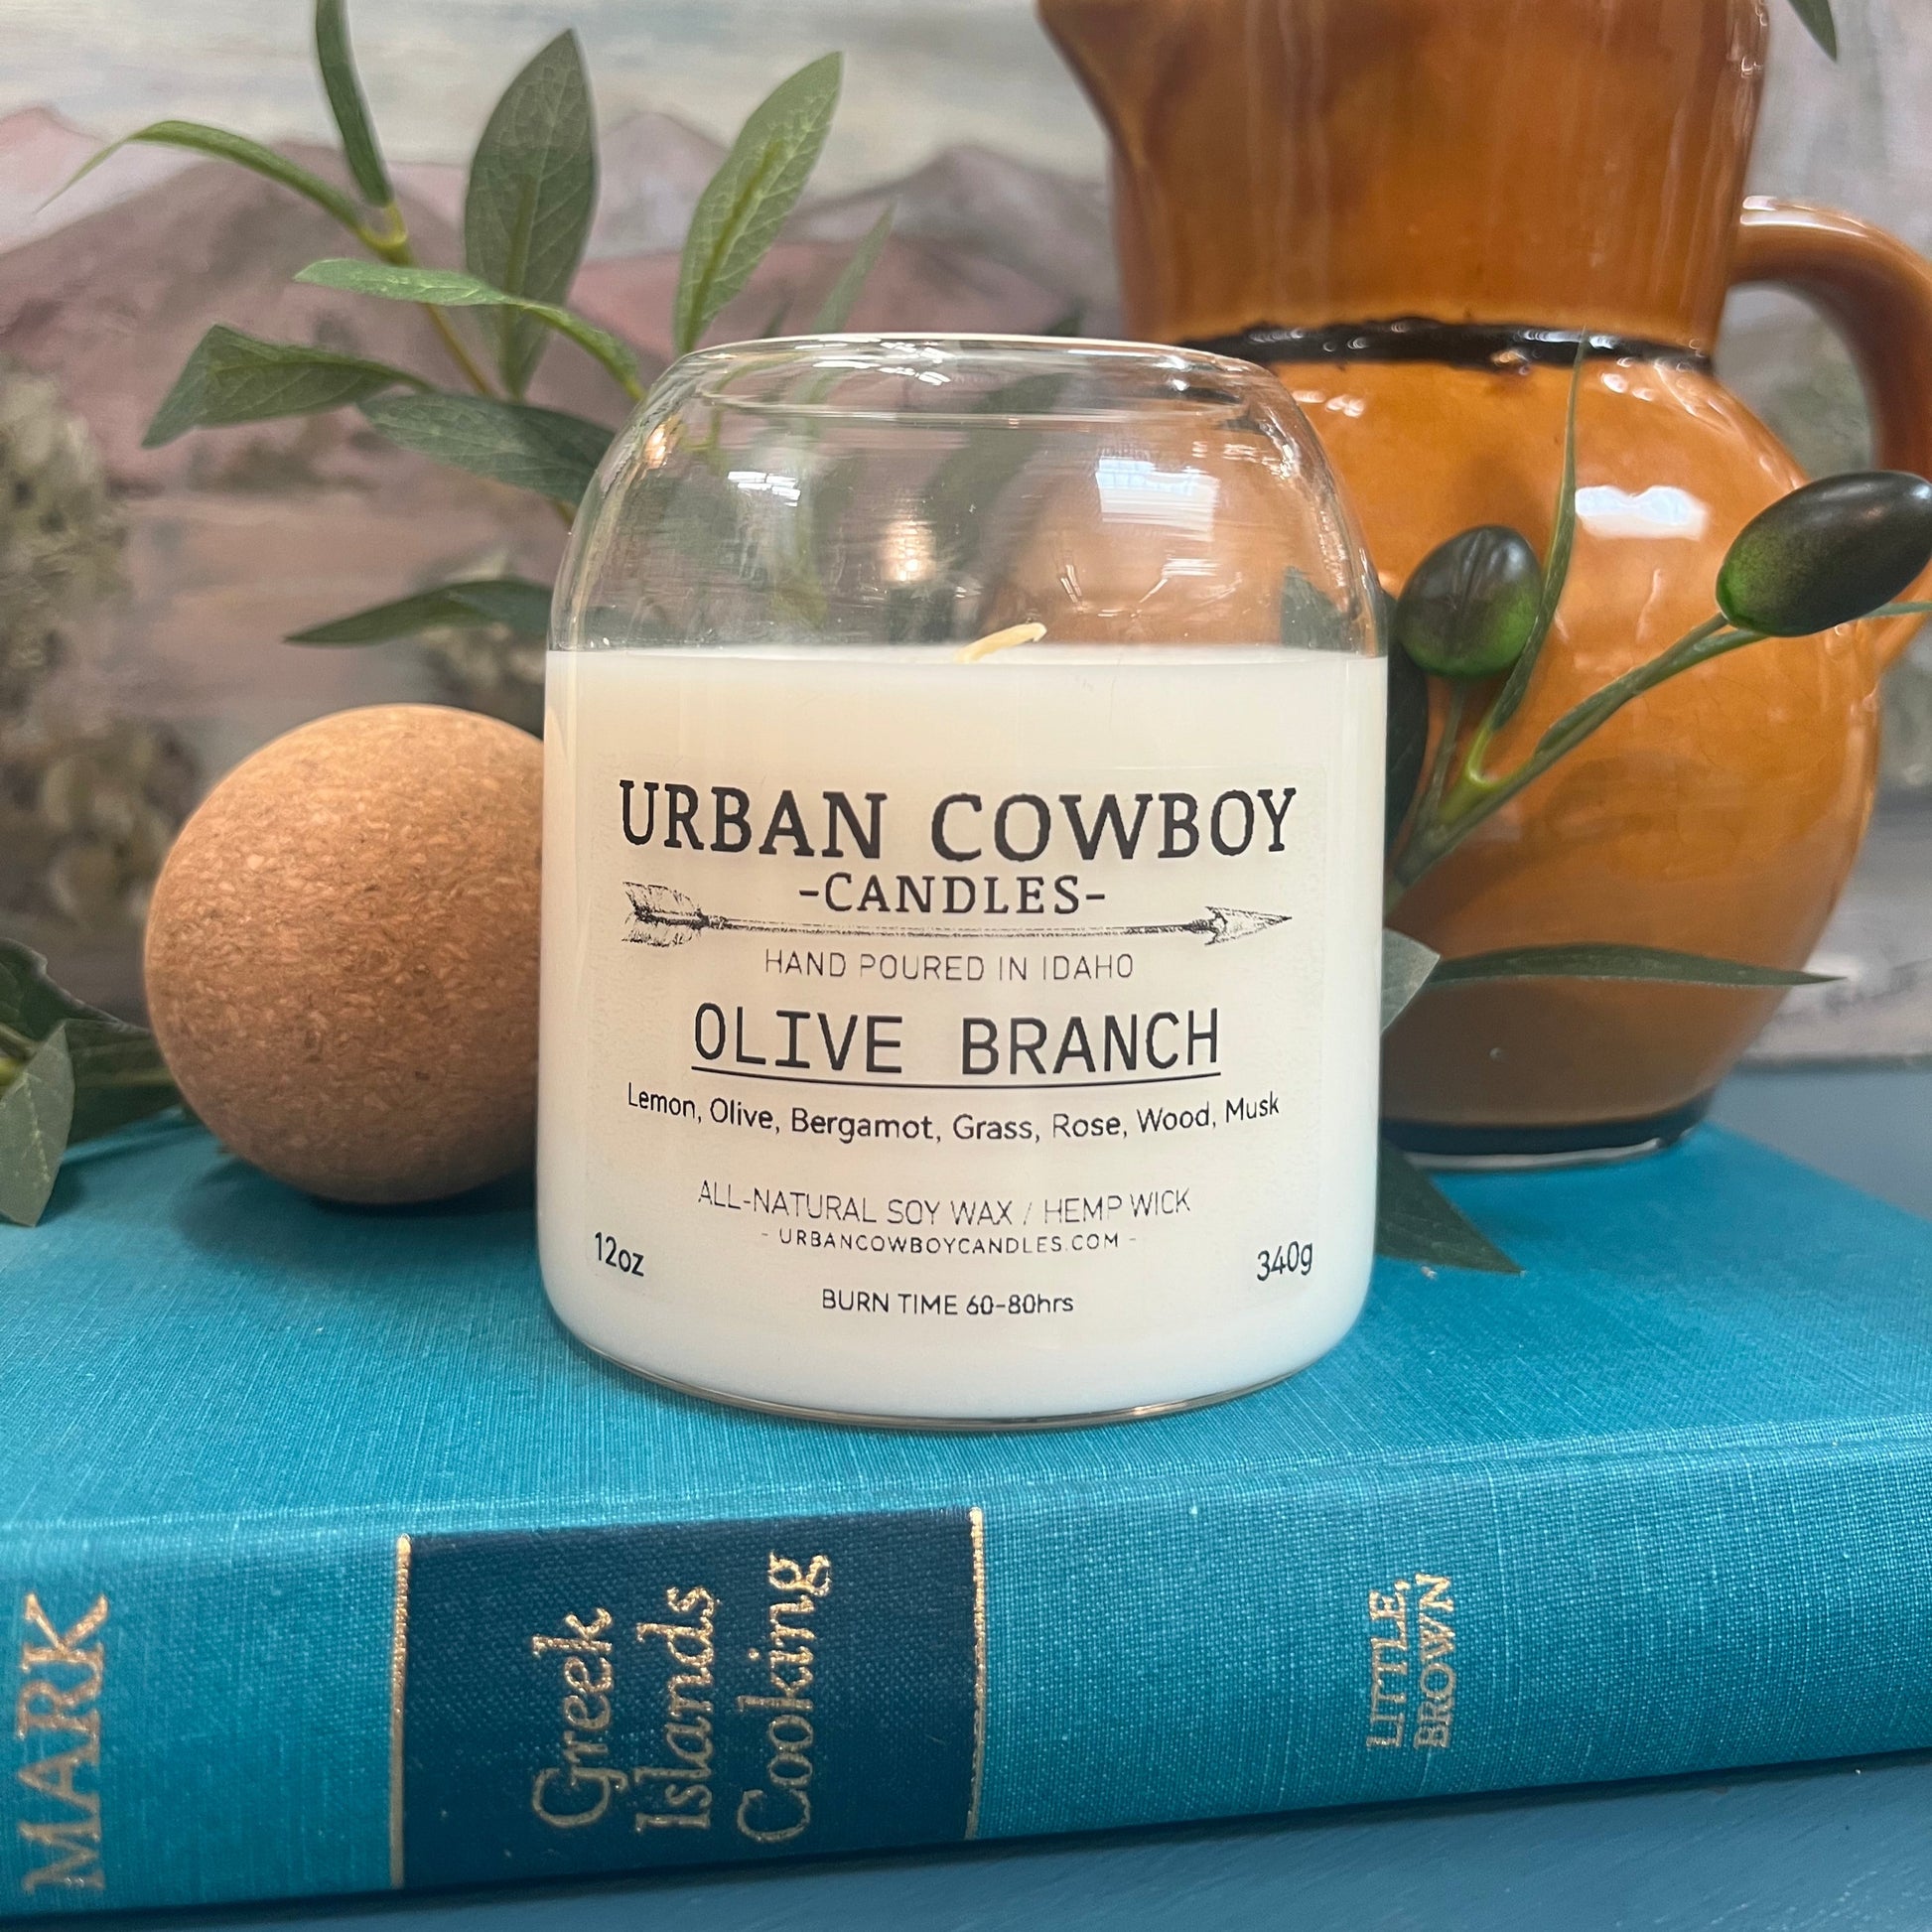 URBAN COWBOY
-CANDLES-
HAND POURED IN IDAHO
OLIVE BRANCH
Lemon, Olive, Bergamot, Grass, Rose, Wood, Musk
ALL-NATURAL SOY WAX / HEMP WICK
- URBANCOWBOYCANDLES.COM -
12oz
340g
BURN TIME 60-80hrs
MARK
Greek
Islands
Cooking
LITTLE,
BROWN